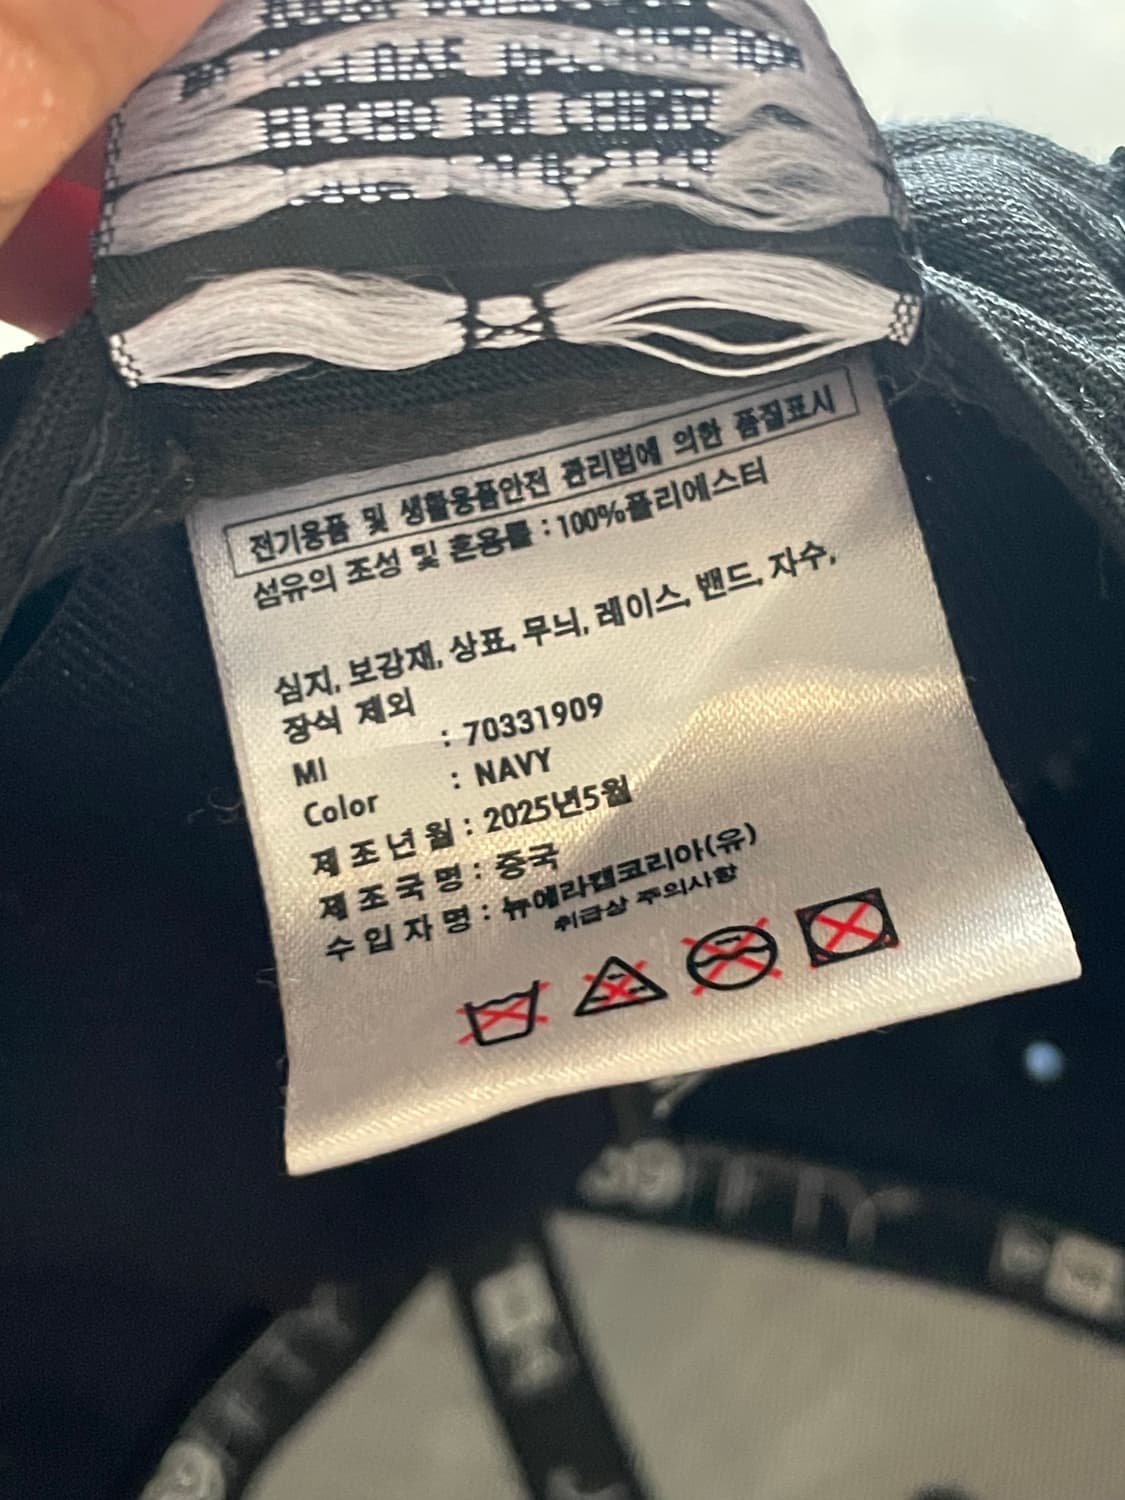 HECHO EN CHINA
전기용품 및 생활용품안전 관리법에 의한 품질표시
섬유의 조성 및 혼용률 : 100%폴리에스터
심지, 보강재, 상표, 무늬, 레이스, 밴드, 자수,
장식 제외
MI : 70331909
Color : NAVY
제 조 년 월 : 2025년5월
제 조 국 명 : 중국
수 입 자 명 : 뉴에라캡코리아(유)
취급상 주의사항
39THIRTY